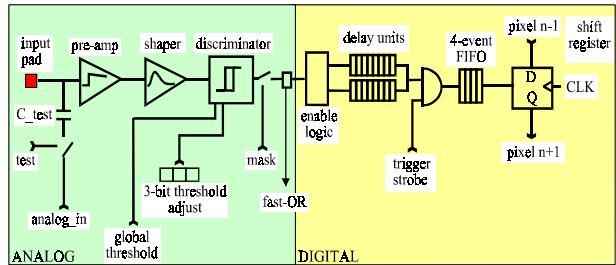 input
pad
pre-amp
shaper
discriminator
delay units
4-event
FIFO
pixel n-1
shift
register
D
Q
CLK
C_test
enable
logic
test
mask
trigger
strobe
pixel n+1
3-bit threshold
adjust
fast-OR
analog_in
global
threshold
ANALOG
DIGITAL